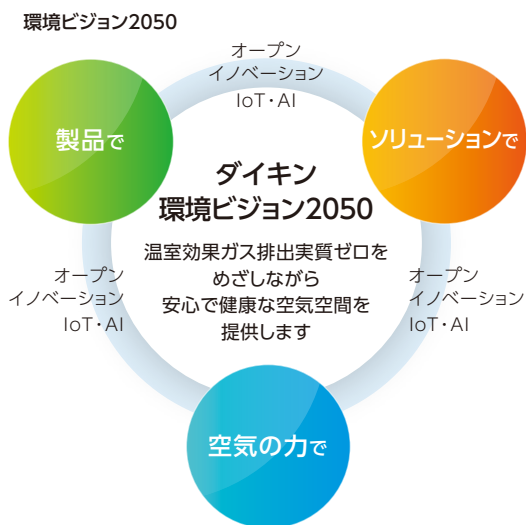 環境ビジョン2050
オープン
イノベーション
IoT・AI
製品で
ソリューションで
ダイキン
環境ビジョン2050
温室効果ガス排出実質ゼロを
めざしながら
安心で健康な空気空間を
提供します
オープン
イノベーション
IoT・AI
オープン
イノベーション
IoT・AI
空気の力で